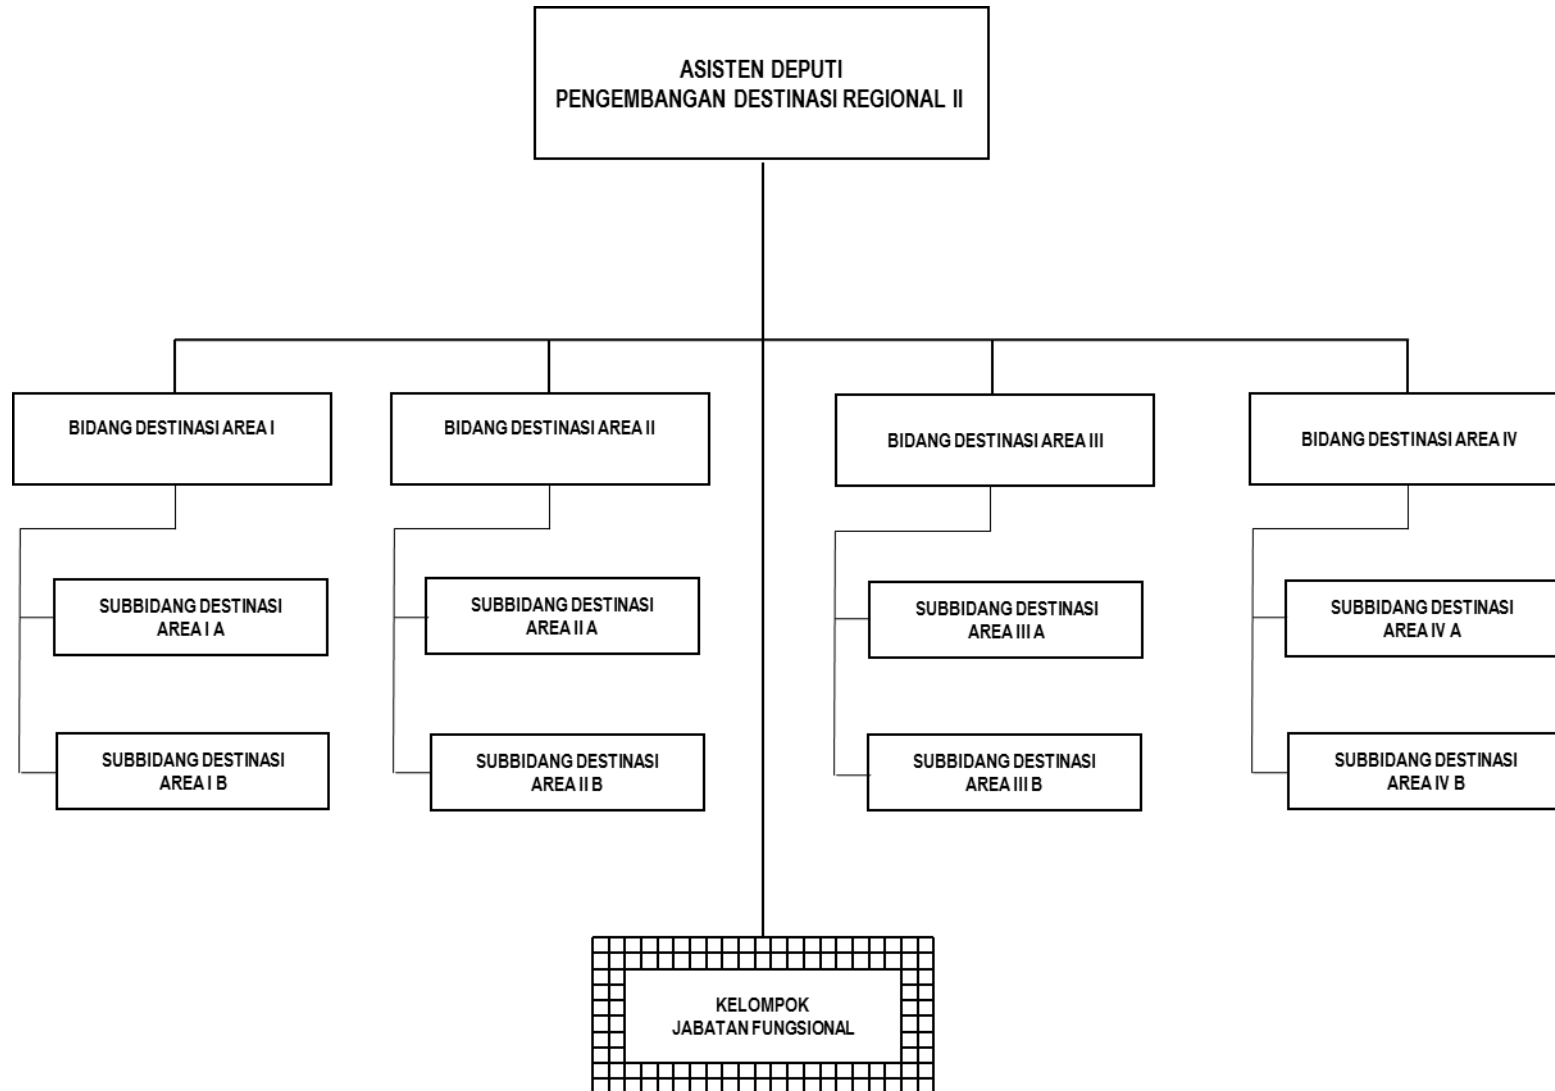 ASISTEN DEPUTI
PENGEMBANGAN DESTINASI REGIONAL II
BIDANG DESTINASI AREA I
BIDANG DESTINASI AREA II
BIDANG DESTINASI AREA III
BIDANG DESTINASI AREA IV
SUBBIDANG DESTINASI
AREA I A
SUBBIDANG DESTINASI
AREA II A
SUBBIDANG DESTINASI
AREA III A
SUBBIDANG DESTINASI
AREA IV A
SUBBIDANG DESTINASI
AREA I B
SUBBIDANG DESTINASI
AREA II B
SUBBIDANG DESTINASI
AREA III B
SUBBIDANG DESTINASI
AREA IV B
KELOMPOK
JABATAN FUNGSIONAL